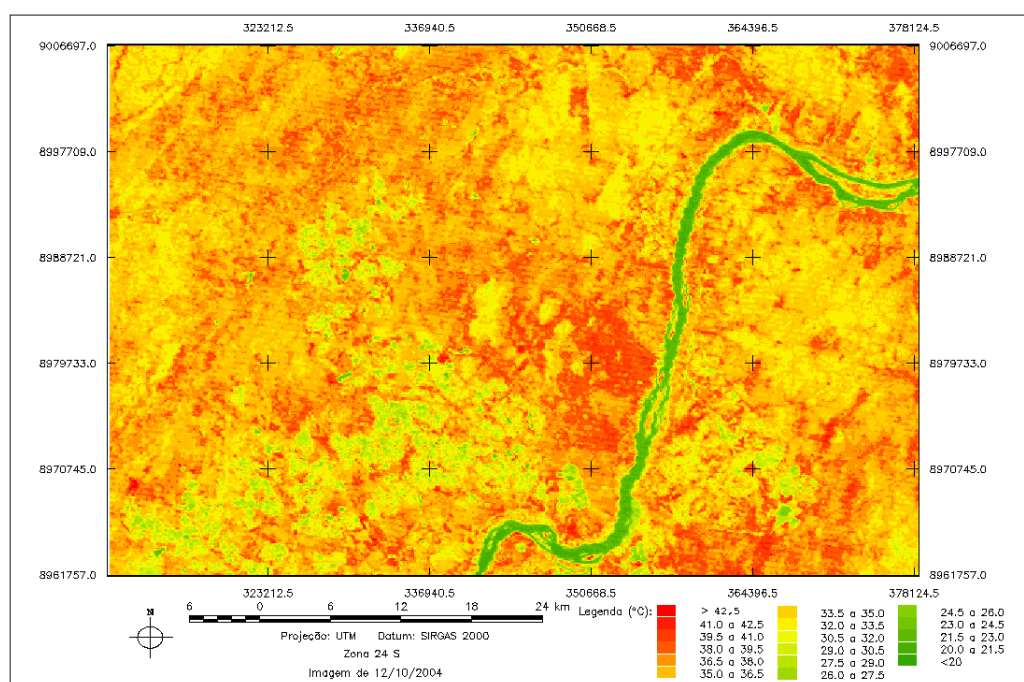 323212.5 336940.5 350668.5 364396.5 378124.5
9006697.0 9006697.0
8997709.0 8997709.0
8988721.0 8988721.0
8979733.0 8979733.0
8970745.0 8970745.0
8961757.0 8961757.0
323212.5 336940.5 350668.5 364396.5 378124.5
N
6 0 6 12 18 24 km
Projeção: UTM Datum: SIRGAS 2000
Zona 24 S
Imagem de 12/10/2004
Legenda (°C):
> 42,5
41.0 a 42.5
39.5 a 41.0
38.0 a 39.5
36.5 a 38.0
35.0 a 36.5
33.5 a 35.0
32.0 a 33.5
30.5 a 32.0
29.0 a 30.5
27.5 a 29.0
26.0 a 27.5
24.5 a 26.0
23.0 a 24.5
21.5 a 23.0
20.0 a 21.5
<20